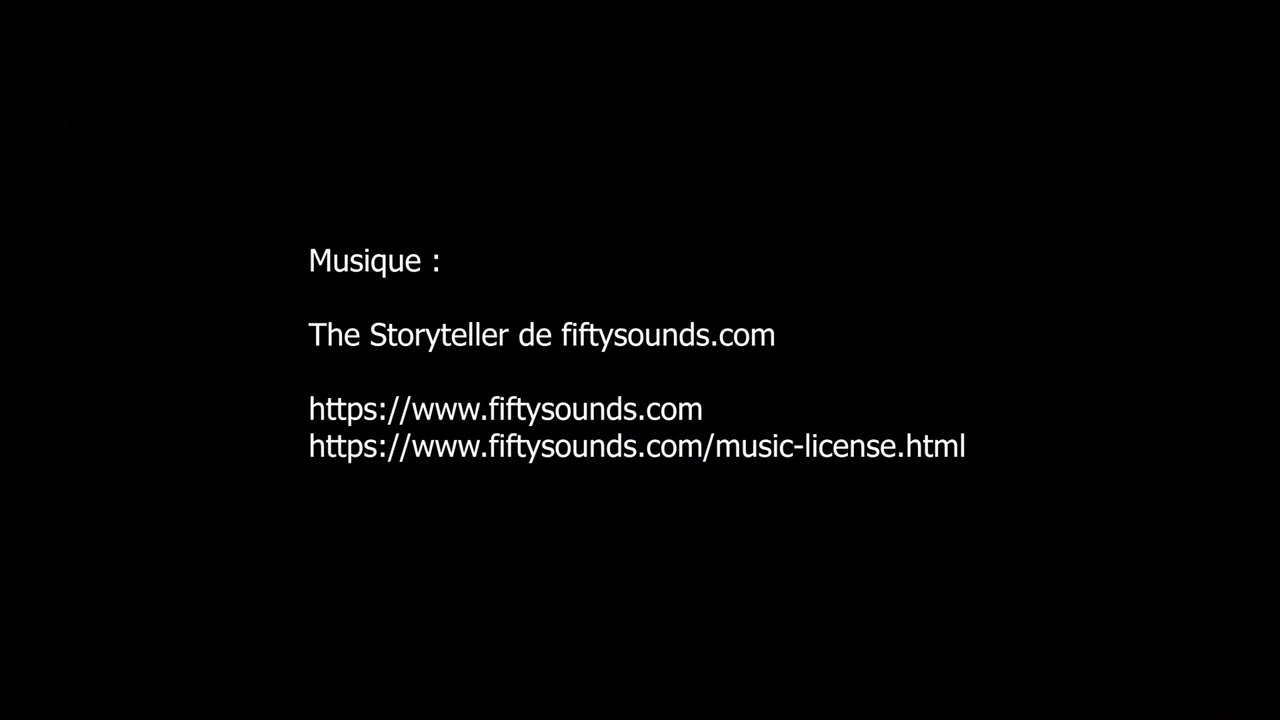 Musique :
The Storyteller de fiftysounds.com
https://www.fiftysounds.com
https://www.fiftysounds.com/music-license.html